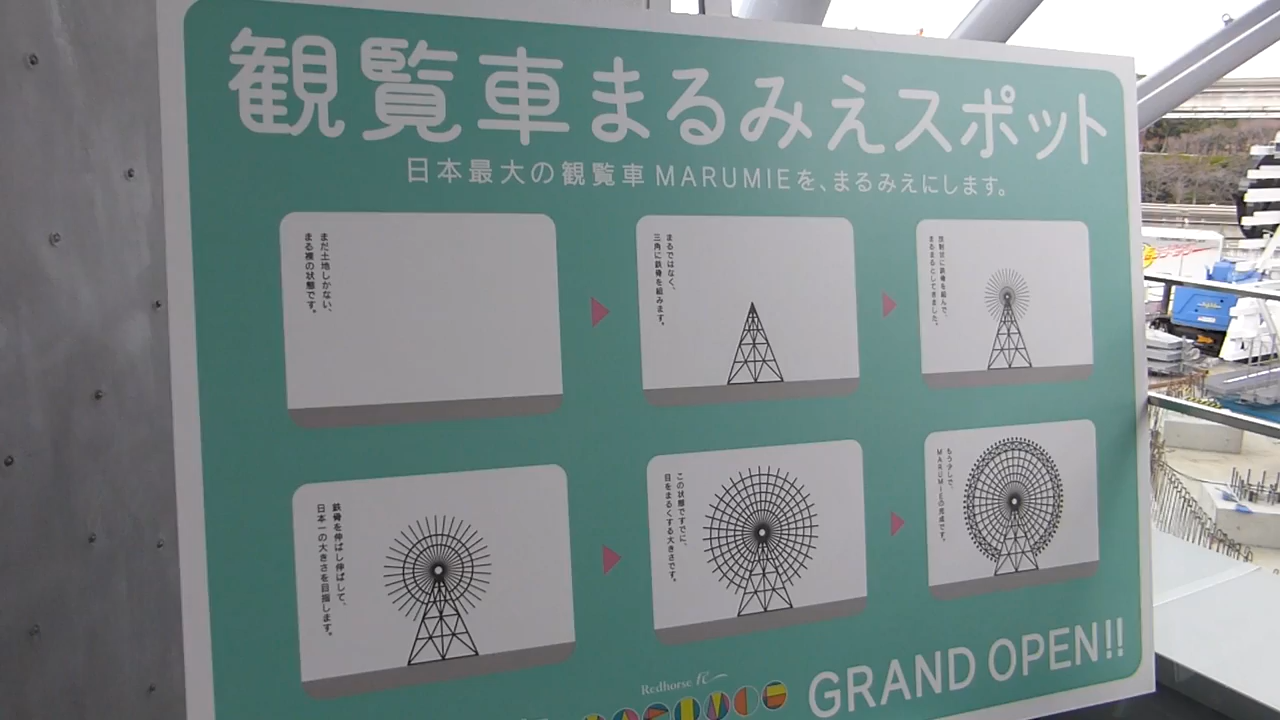 観覧車まるみえスポット
日本最大の観覧車 MARUMIEを、まるみえにします。
まだ土地しかない、
まる裸の状態です。
まるではなく、
三角に鉄骨を組みます。
放射状に鉄骨を組んで、
まるまるとしてきました。
鉄骨を伸ばし伸ばして、
日本一の大きさを目指します。
この状態ですでに、
目をまるくする大きさです。
もう少しで、
MARUMIEの完成です。
Redhorse
GRAND OPEN!!